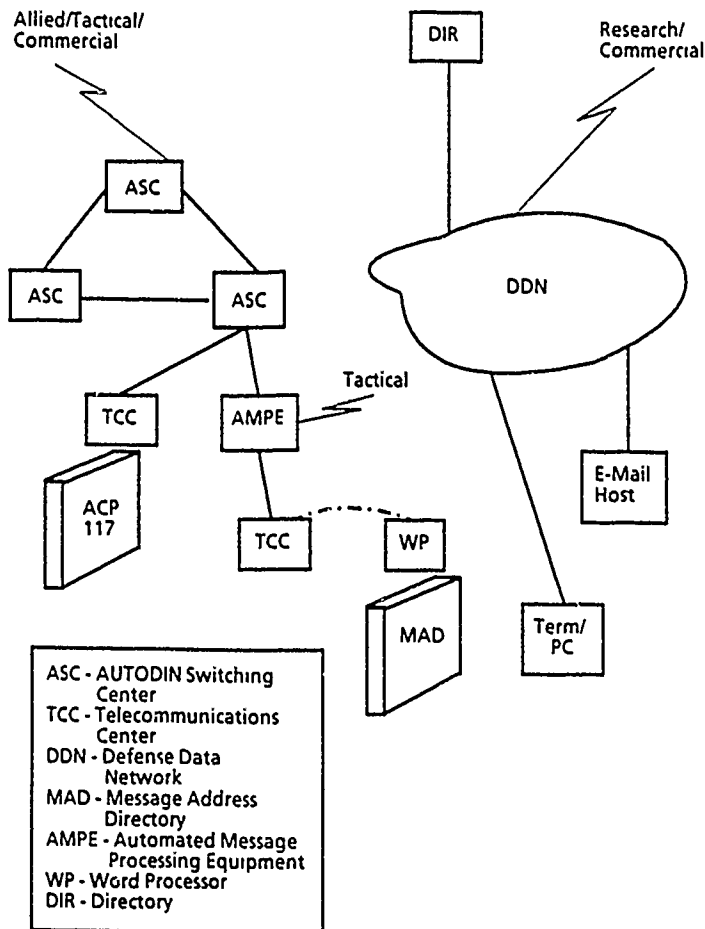 Allied/Tactical/
Commercial
DIR
Research/
Commercial
ASC
ASC
ASC
DDN
Tactical
TCC
AMPE
E-Mail
Host
ACP
117
TCC
WP
MAD
Term/
PC
ASC - AUTODIN Switching
Center
TCC - Telecommunications
Center
DDN - Defense Data
Network
MAD - Message Address
Directory
AMPE - Automated Message
Processing Equipment
WP - Word Processor
DIR - Directory